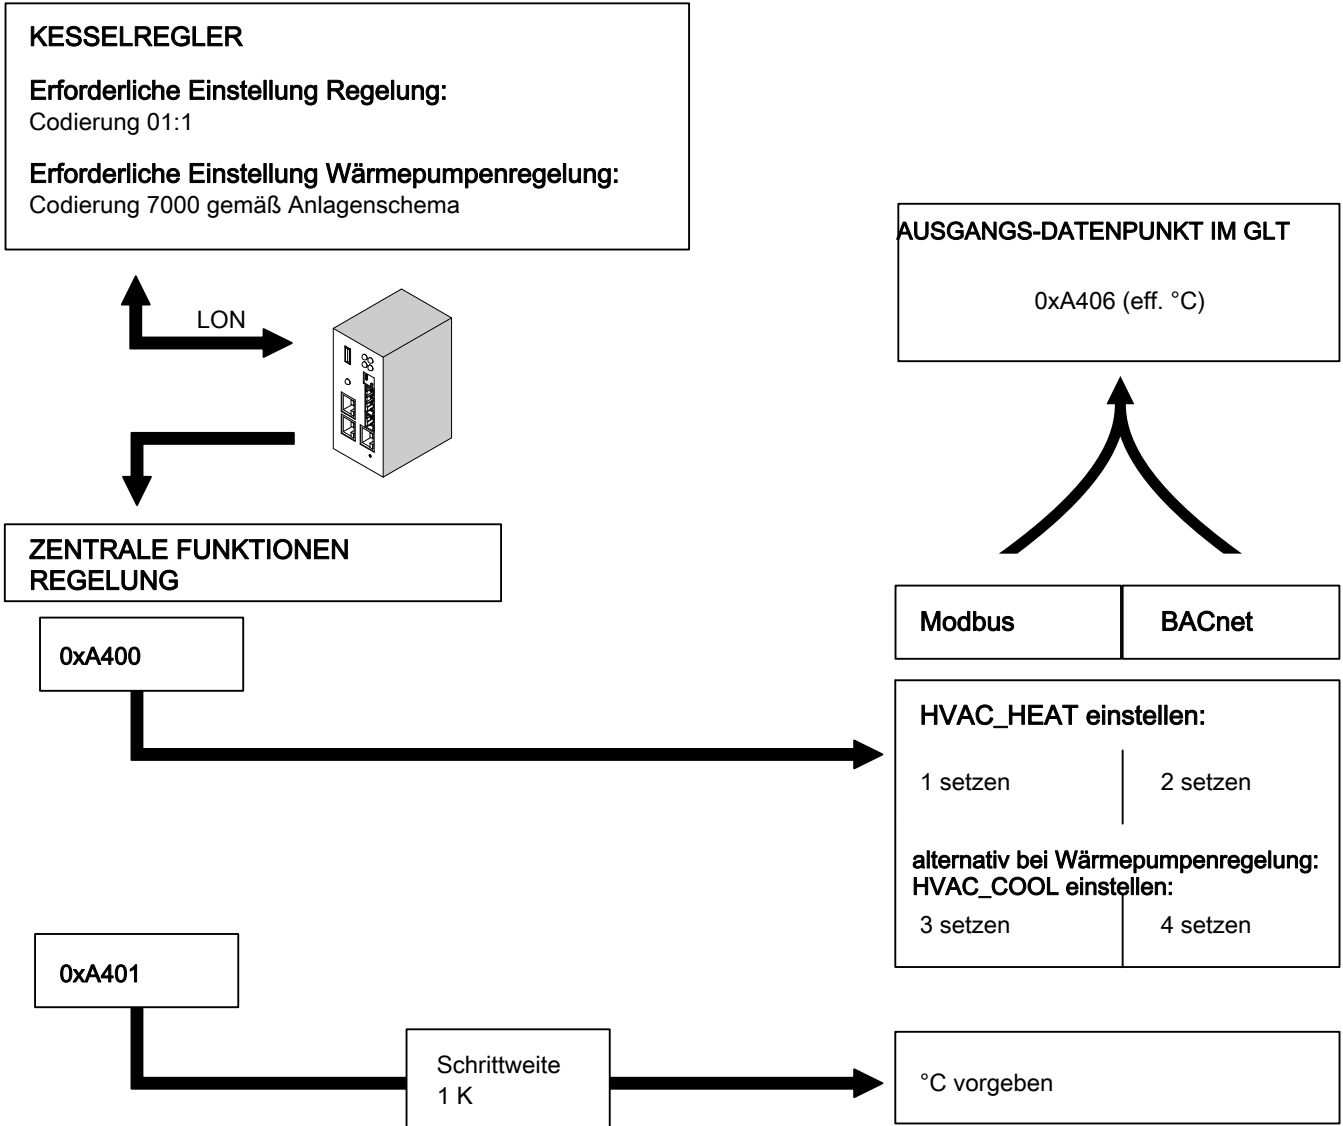 KESSELREGLER
Erforderliche Einstellung Regelung:
Codierung 01:1
Erforderliche Einstellung Wärmepumpenregelung:
Codierung 7000 gemäß Anlagenschema
LON
AUSGANGS-DATENPUNKT IM GLT
0xA406 (eff. °C)
ZENTRALE FUNKTIONEN
REGELUNG
Modbus
BACnet
0xA400
HVAC_HEAT einstellen:
1 setzen
2 setzen
alternativ bei Wärmepumpenregelung:
HVAC_COOL einstellen:
3 setzen
4 setzen
0xA401
Schrittweite
1 K
°C vorgeben